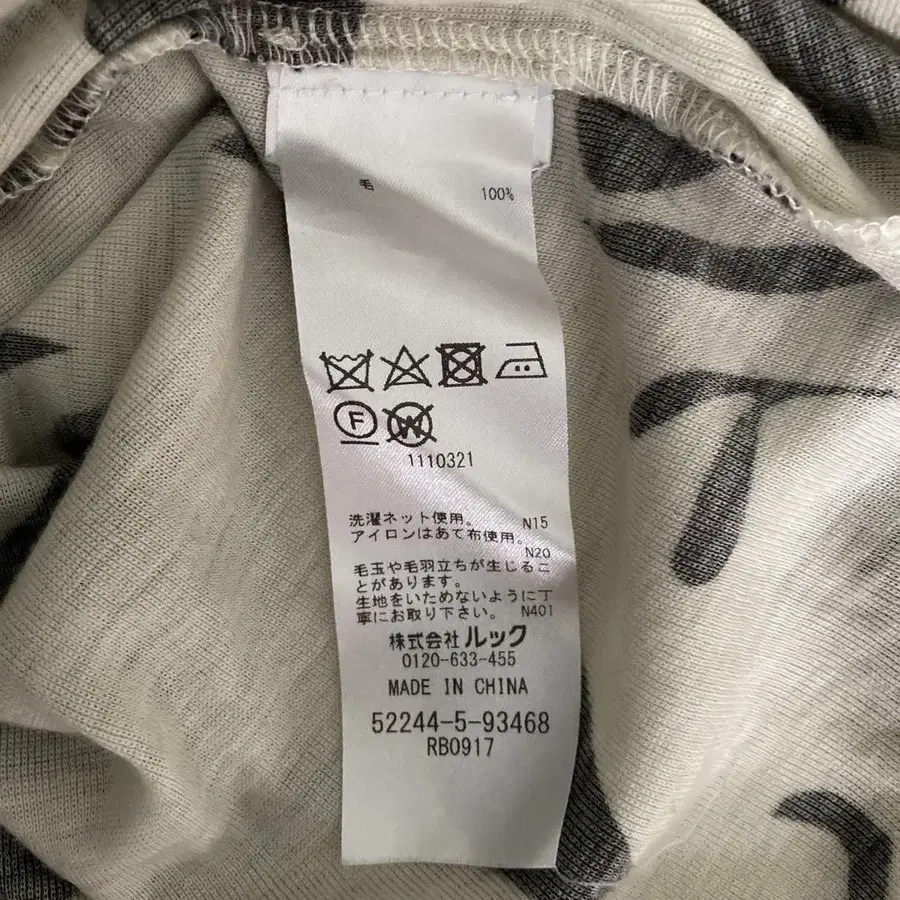 毛 100%
F W
1110321
洗濯ネット使用。 N15
アイロンはあて布使用。
N20
毛玉や毛羽立ちが生じるこ
とがあります。
生地をいためないように丁
寧にお取り下さい。 N401
株式会社ルック
0120-633-455
MADE IN CHINA
52244-5-93468
RB0917